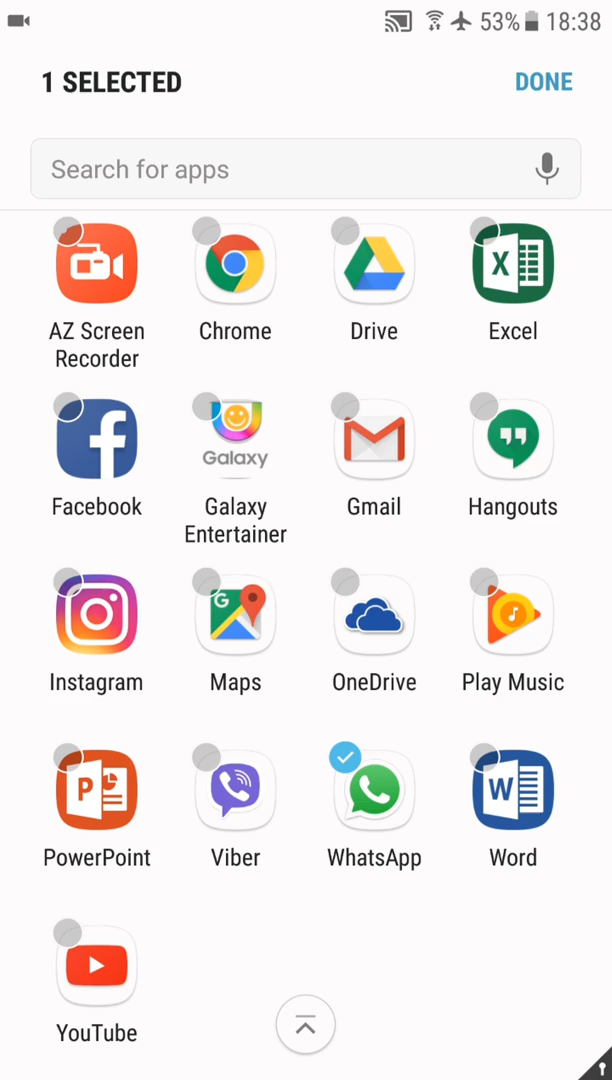 53% 18:38
1 SELECTED DONE
Search for apps
AZ Screen
Recorder
Chrome
Drive
X
Excel
f
Facebook
Galaxy
Galaxy
Entertainer
Gmail
Hangouts
Instagram
G
Maps
OneDrive
Play Music
P
PowerPoint
Viber
WhatsApp
W
Word
YouTube